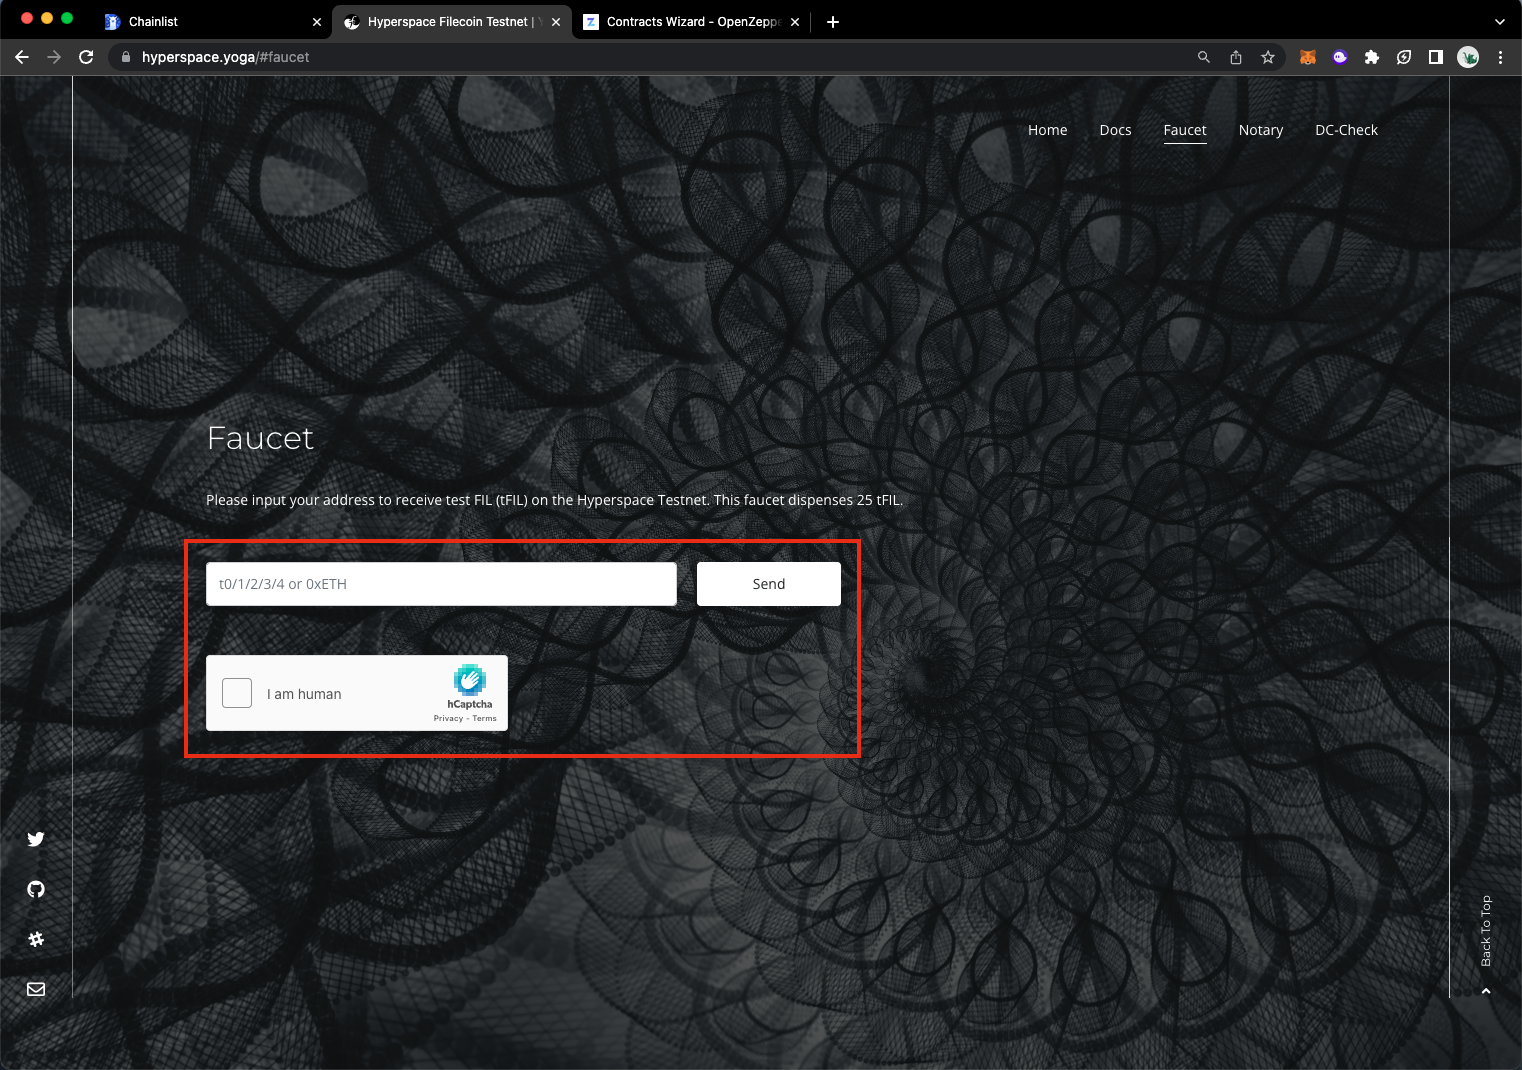 Chainlist
Hyperspace Filecoin Testnet |
Contracts Wizard - OpenZeppe
hyperspace.yoga/#faucet
Home
Docs
Faucet
Notary
DC-Check
Faucet
Please input your address to receive test FIL (tFIL) on the Hyperspace Testnet. This faucet dispenses 25 tFIL.
t0/1/2/3/4 or 0xETH
Send
I am human
hCaptcha
Privacy - Terms
Back To Top